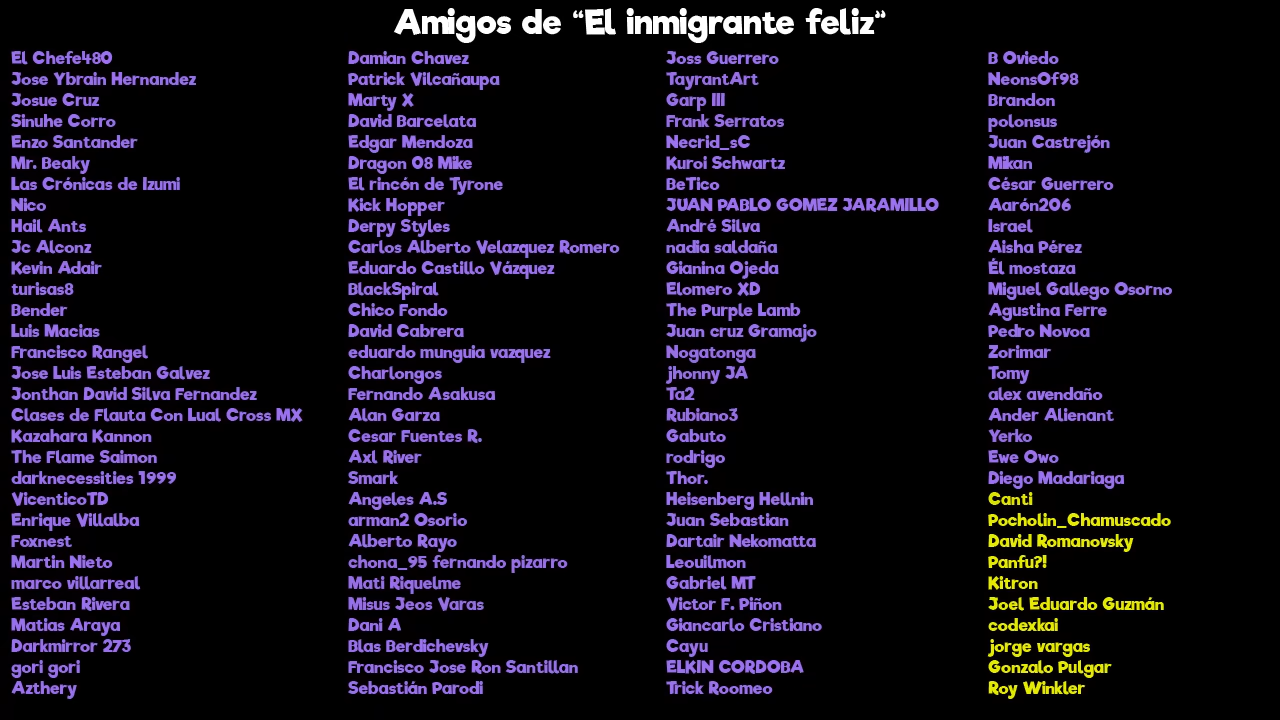 Amigos de “El inmigrante feliz”
El Chefe480
Jose Ybrain Hernandez
Josue Cruz
Sinuhe Corro
Enzo Santander
Mr. Beaky
Las Crónicas de Izumi
Nico
Hail Ants
Jc Alconz
Kevin Adair
turisas8
Bender
Luis Macias
Francisco Rangel
Jose Luis Esteban Galvez
Jonthan David Silva Fernandez
Clases de Flauta Con Lual Cross MX
Kazahara Kannon
The Flame Saimon
darknecessities 1999
VicenticoTD
Enrique Villalba
Foxnest
Martin Nieto
marco villarreal
Esteban Rivera
Matias Araya
Darkmirror 273
gori gori
Azthery
Damian Chavez
Patrick Vilcañaupa
Marty X
David Barcelata
Edgar Mendoza
Dragon 08 Mike
El rincón de Tyrone
Kick Hopper
Derpy Styles
Carlos Alberto Velazquez Romero
Eduardo Castillo Vázquez
BlackSpiral
Chico Fondo
David Cabrera
eduardo munguia vazquez
Charlongos
Fernando Asakusa
Alan Garza
Cesar Fuentes R.
Axl River
Smark
Angeles A.S
arman2 Osorio
Alberto Rayo
chona_95 fernando pizarro
Mati Riquelme
Misus Jeos Varas
Dani A
Blas Berdichevsky
Francisco Jose Ron Santillan
Sebastián Parodi
Joss Guerrero
TayrantArt
Garp III
Frank Serratos
Necrid_sC
Kuroi Schwartz
BeTico
JUAN PABLO GOMEZ JARAMILLO
André Silva
nadia saldaña
Gianina Ojeda
Elomero XD
The Purple Lamb
Juan cruz Gramajo
Nogatonga
jhonny JA
Ta2
Rubiano3
Gabuto
rodrigo
Thor.
Heisenberg Hellnin
Juan Sebastian
Dartair Nekomatta
Leouilmon
Gabriel MT
Victor F. Piñon
Giancarlo Cristiano
Cayu
ELKIN CORDOBA
Trick Roomeo
B Oviedo
NeonsOf98
Brandon
polonsus
Juan Castrejón
Mikan
César Guerrero
Aarón206
Israel
Aisha Pérez
Él mostaza
Miguel Gallego Osorno
Agustina Ferre
Pedro Novoa
Zorimar
Tomy
alex avendaño
Ander Alienant
Yerko
Ewe Owo
Diego Madariaga
Canti
Pocholin_Chamuscado
David Romanovsky
Panfu?!
Kitron
Joel Eduardo Guzmán
codexkai
jorge vargas
Gonzalo Pulgar
Roy Winkler